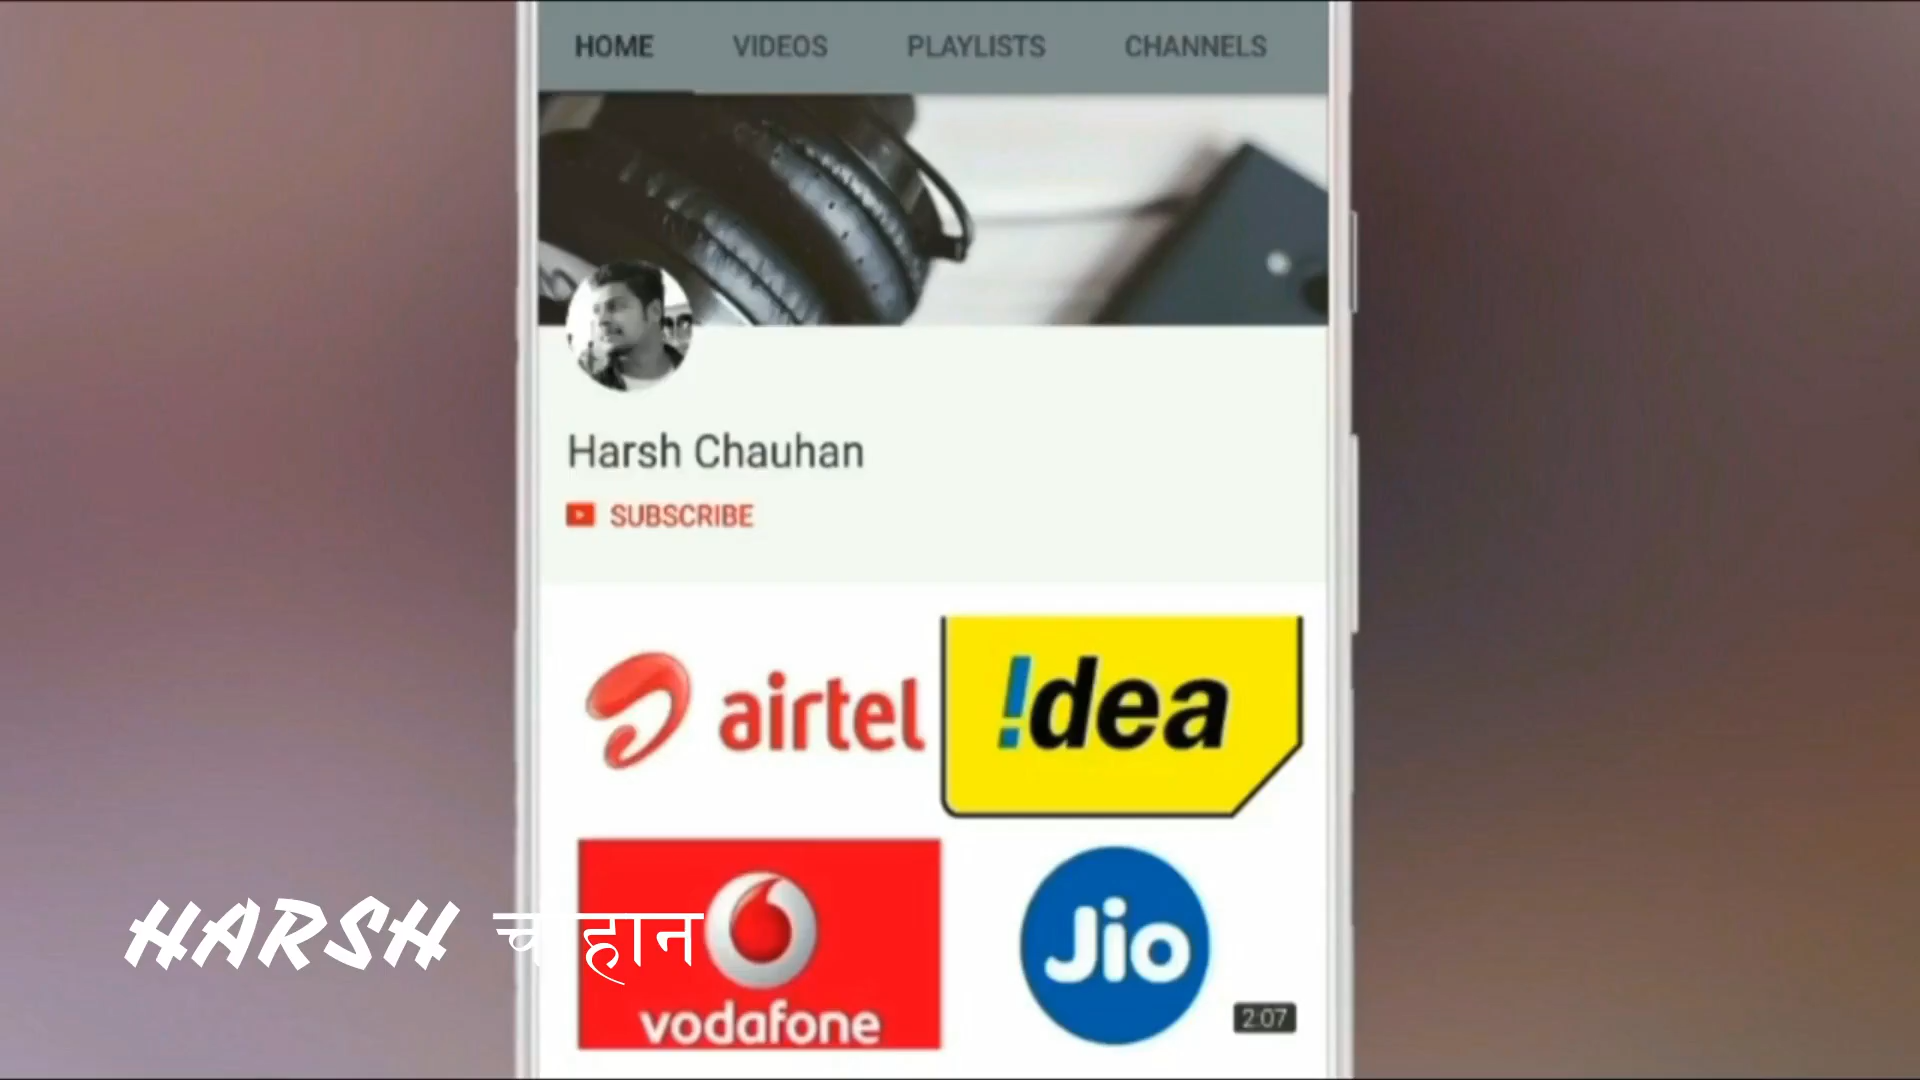 HOME VIDEOS PLAYLISTS CHANNELS
Harsh Chauhan
SUBSCRIBE
airtel
!dea
vodafone
Jio
2:07
HARSH चौहान